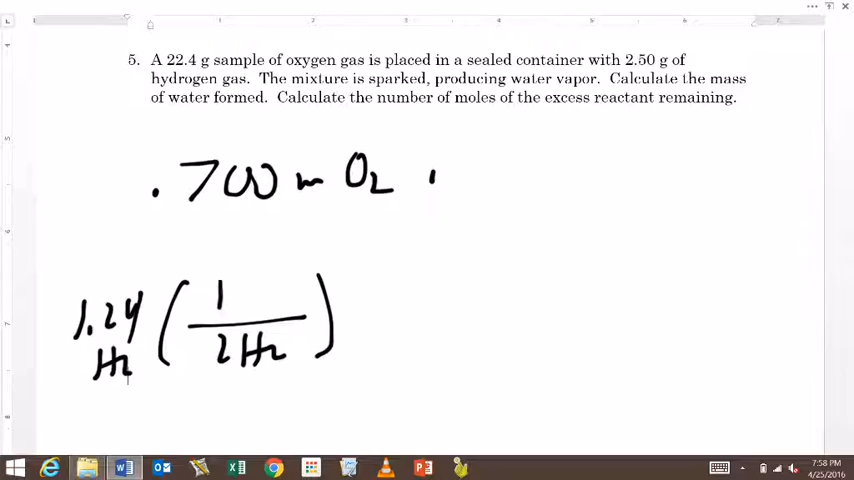 5. A 22.4 g sample of oxygen gas is placed in a sealed container with 2.50 g of
hydrogen gas. The mixture is sparked, producing water vapor. Calculate the mass
of water formed. Calculate the number of moles of the excess reactant remaining.
.700 m O₂ .
1.24 ( 1
H₂ 2H₂ )
7:58 PM
4/25/2016